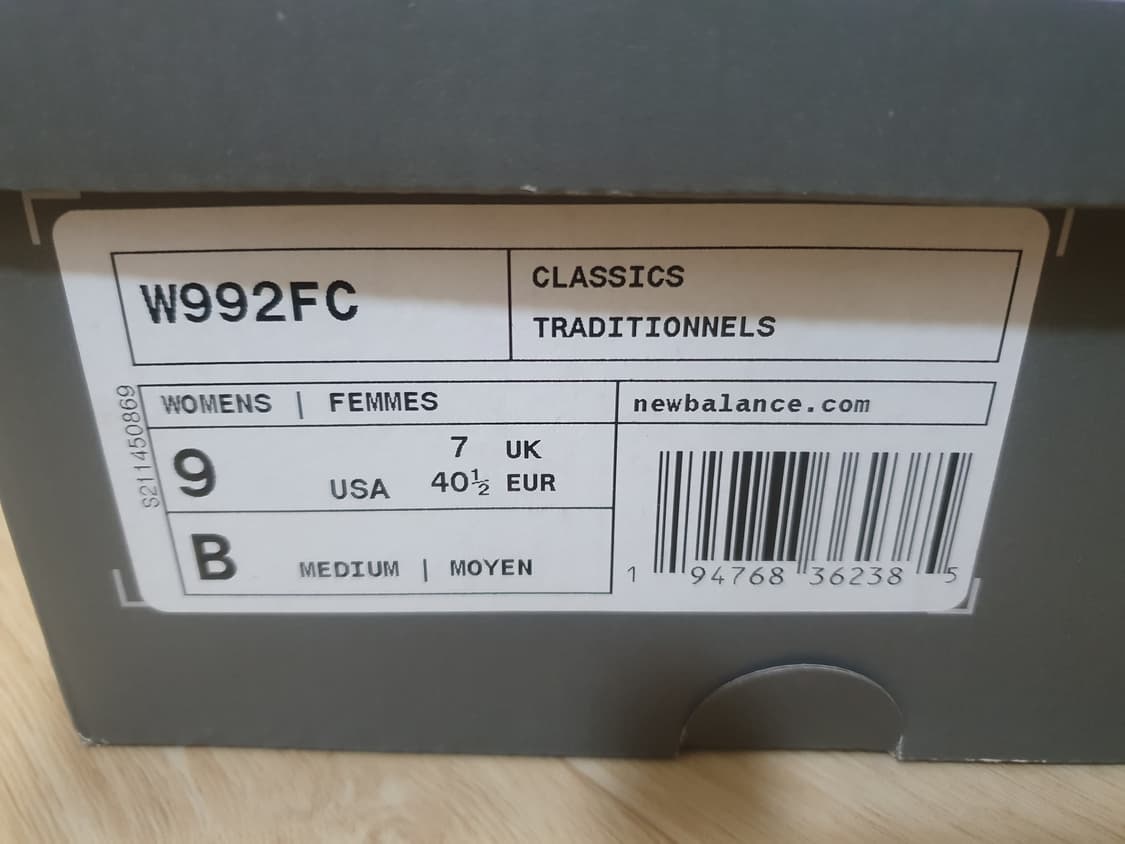 W992FC
CLASSICS
TRADITIONNELS
WOMENS | FEMMES
newbalance.com
9 USA
7 UK
40½ EUR
B MEDIUM | MOYEN
S211450869
1 94768 36238 5